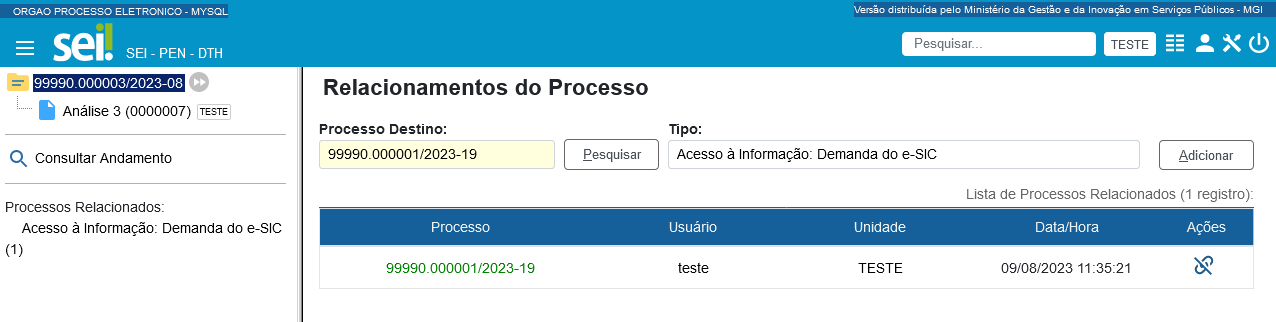 ORGAO PROCESSO ELETRONICO - MYSQL
Versão distribuída pelo Ministério da Gestão e da Inovação em Serviços Públicos - MGI
sei!
SEI - PEN - DTH
Pesquisar...
TESTE
99990.000003/2023-08
Análise 3 (0000007) TESTE
Consultar Andamento
Processos Relacionados:
Acesso à Informação: Demanda do e-SIC
(1)
Relacionamentos do Processo
Processo Destino:
Tipo:
99990.000001/2023-19
Pesquisar
Acesso à Informação: Demanda do e-SIC
Adicionar
Lista de Processos Relacionados (1 registro):
Processo Usuário Unidade Data/Hora Ações
99990.000001/2023-19 teste TESTE 09/08/2023 11:35:21